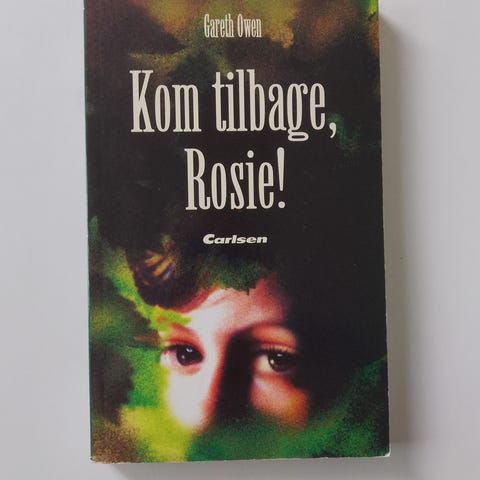 Gareth Owen
Kom tilbage,
Rosie!
Carlsen